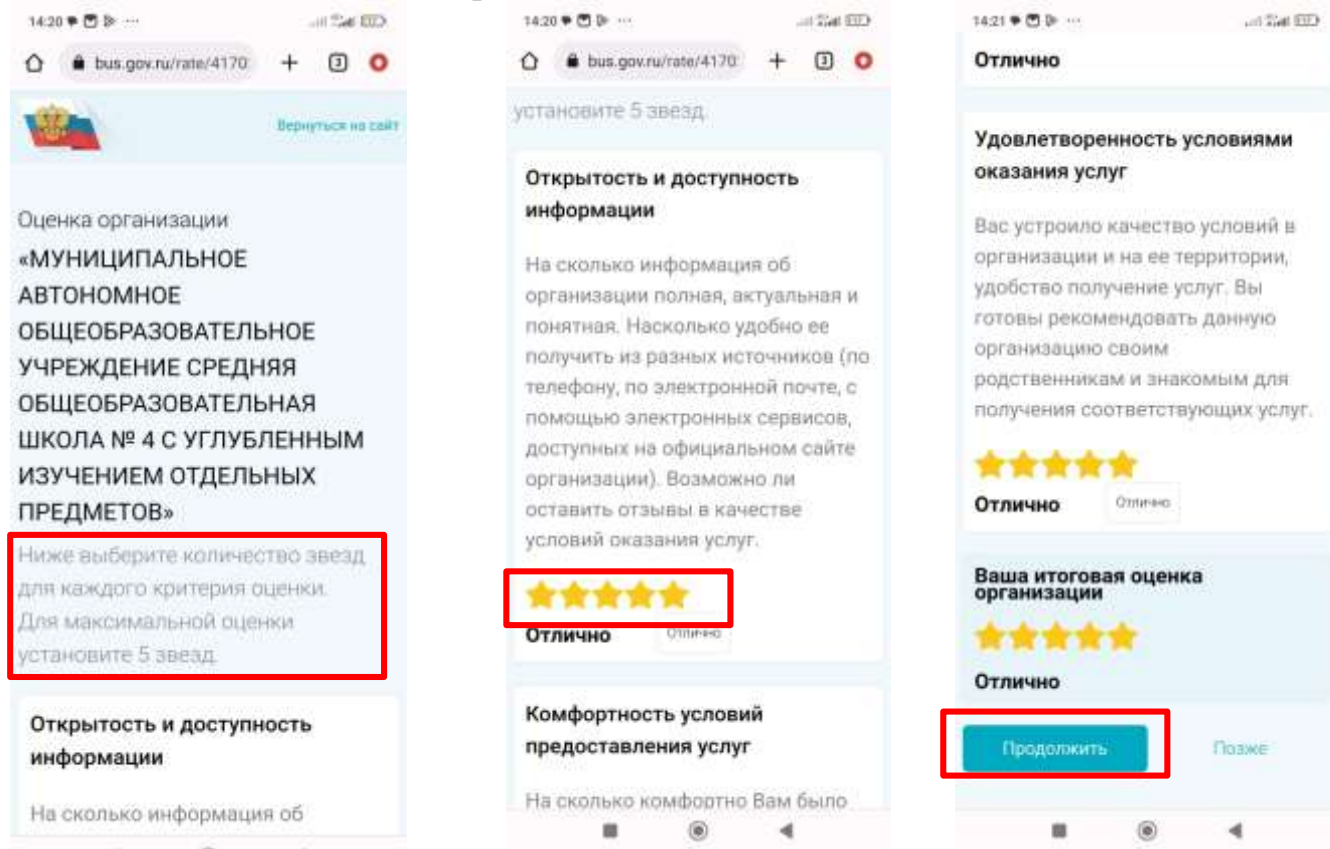 14:20
bus.gov.ru/rate/4170
3
Вернуться на сайт
Оценка организации
«МУНИЦИПАЛЬНОЕ
АВТОНОМНОЕ
ОБЩЕОБРАЗОВАТЕЛЬНОЕ
УЧРЕЖДЕНИЕ СРЕДНЯЯ
ОБЩЕОБРАЗОВАТЕЛЬНАЯ
ШКОЛА № 4 С УГЛУБЛЕННЫМ
ИЗУЧЕНИЕМ ОТДЕЛЬНЫХ
ПРЕДМЕТОВ»
Ниже выберите количество звезд
для каждого критерия оценки.
Для максимальной оценки
установите 5 звезд.
Открытость и доступность
информации
На сколько информация об
14:20
bus.gov.ru/rate/4170
3
установите 5 звезд.
Открытость и доступность
информации
На сколько информация об
организации полная, актуальная и
понятная. Насколько удобно ее
получить из разных источников (по
телефону, по электронной почте, с
помощью электронных сервисов,
доступных на официальном сайте
организации). Возможно ли
оставить отзывы в качестве
условий оказания услуг.
Отлично
Отлично
Комфортность условий
предоставления услуг
На сколько комфортно Вам было
14:21
Отлично
Удовлетворенность условиями
оказания услуг
Вас устроило качество условий в
организации и на ее территории,
удобство получение услуг. Вы
готовы рекомендовать данную
организацию своим
родственникам и знакомым для
получения соответствующих услуг.
Отлично
Отлично
Ваша итоговая оценка
организации
Отлично
Продолжить
Позже